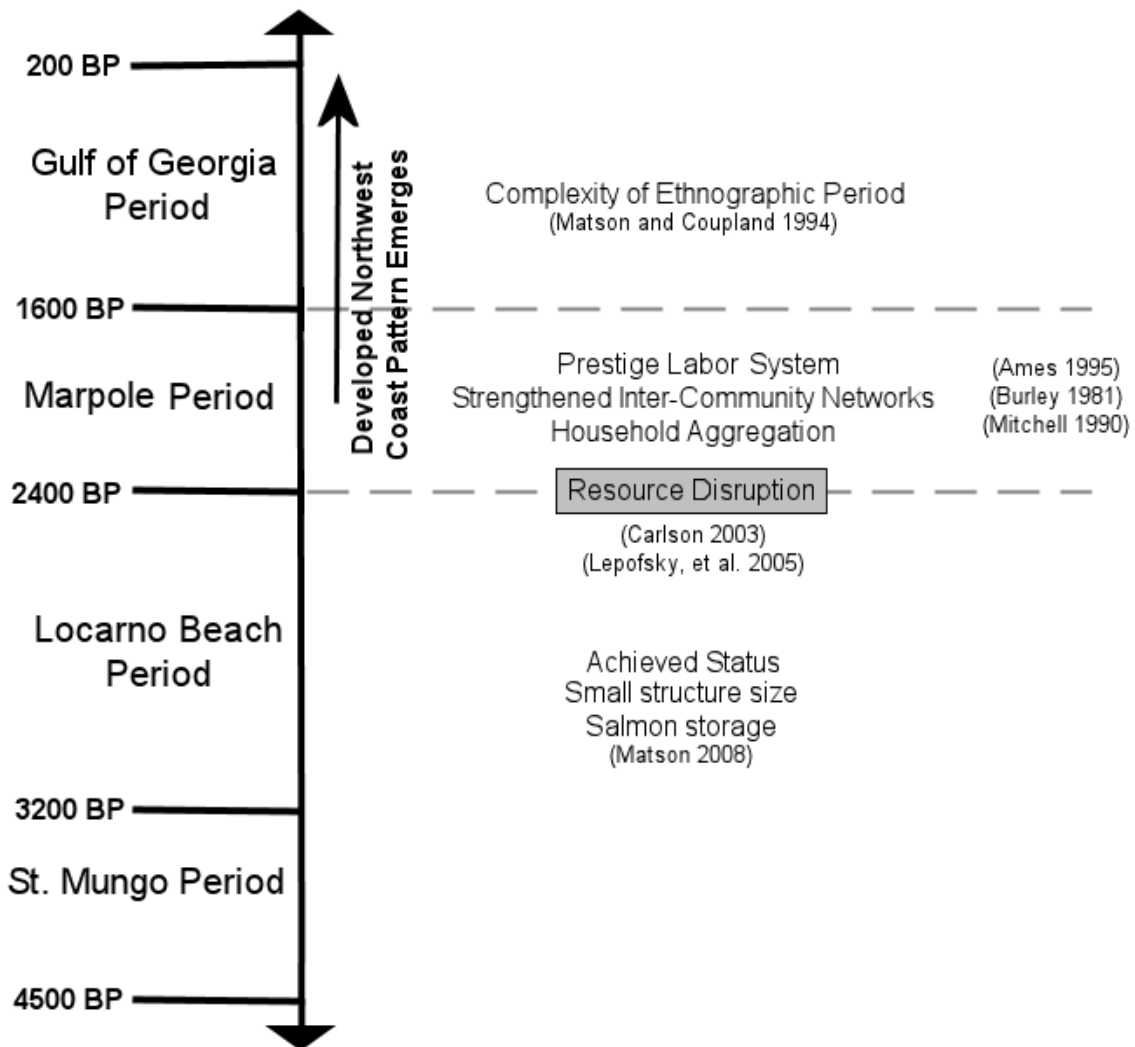 200 BP
Gulf of Georgia
Period
Developed Northwest
Coast Pattern Emerges
Complexity of Ethnographic Period
(Matson and Coupland 1994)
1600 BP
Marpole Period
Prestige Labor System
Strengthened Inter-Community Networks
Household Aggregation
(Ames 1995)
(Burley 1981)
(Mitchell 1990)
2400 BP
Resource Disruption
(Carlson 2003)
(Lepofsky, et al. 2005)
Locarno Beach
Period
Achieved Status
Small structure size
Salmon storage
(Matson 2008)
3200 BP
St. Mungo Period
4500 BP